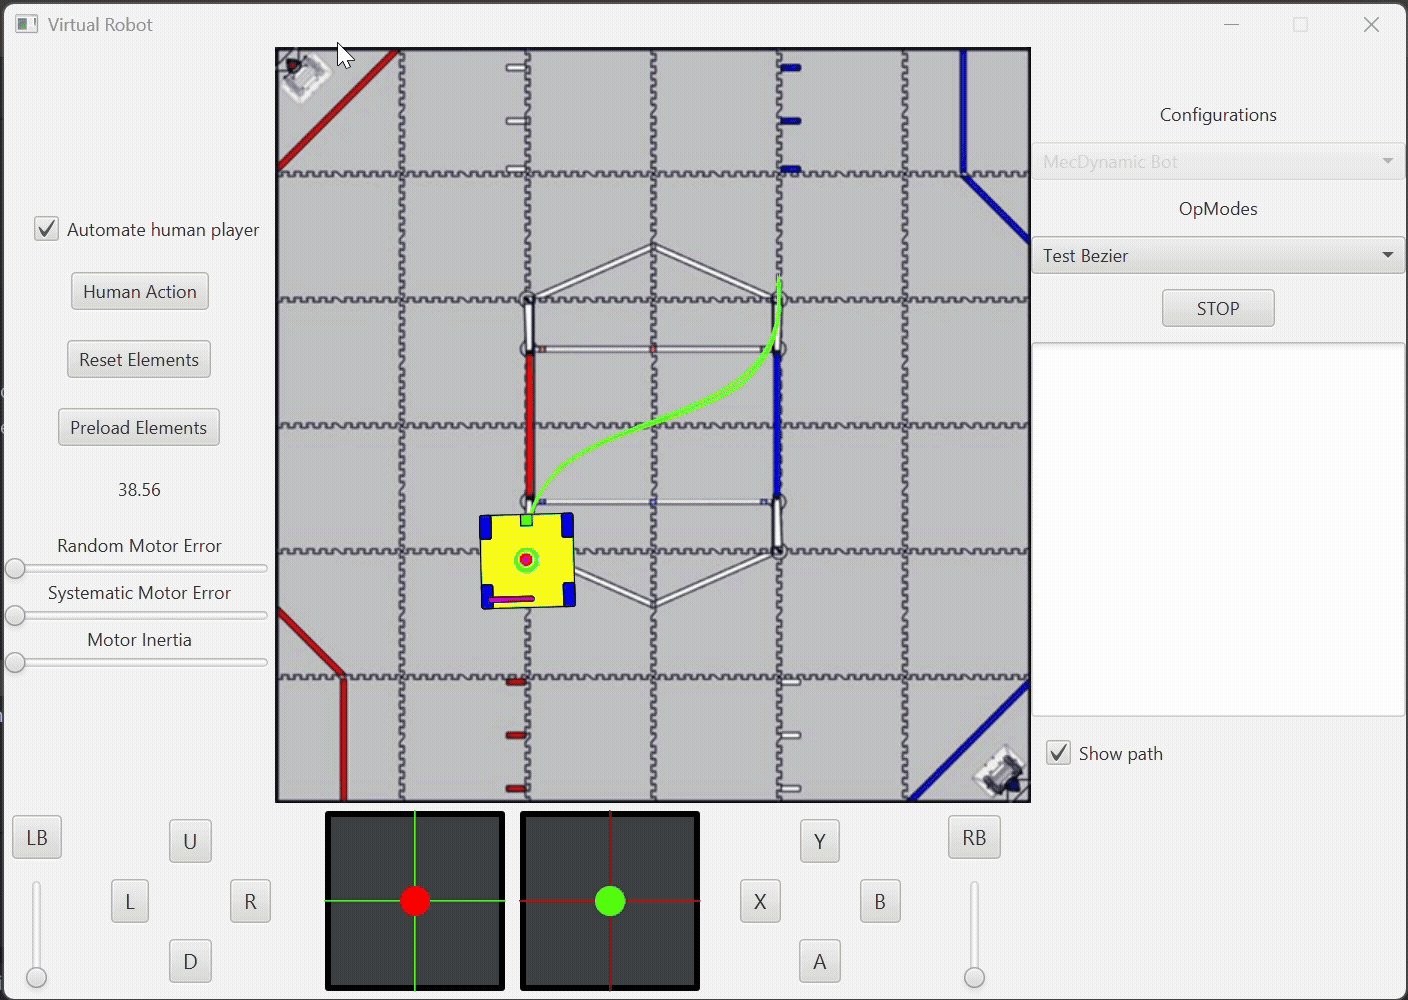 Virtual Robot
Configurations
MecDynamic Bot
OpModes
Automate human player
Test Bezier
Human Action
STOP
Reset Elements
Preload Elements
38.56
Random Motor Error
Systematic Motor Error
Motor Inertia
Show path
LB
U
Y
RB
L
R
X
B
D
A